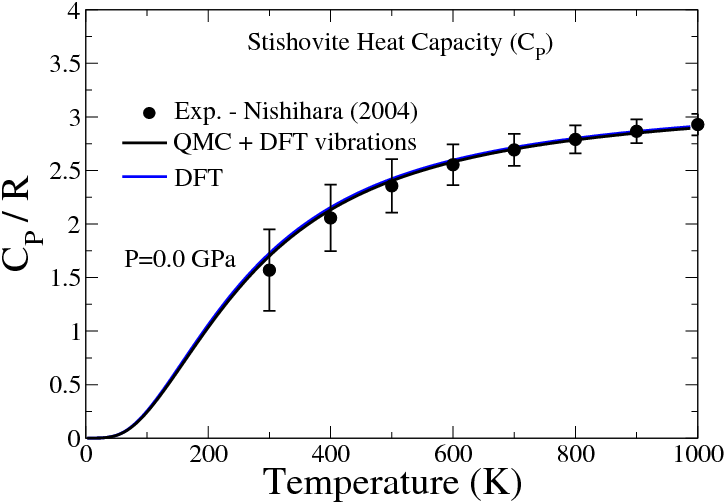 Stishovite Heat Capacity (C_P)
Exp. - Nishihara (2004)
QMC + DFT vibrations
DFT
P=0.0 GPa
C_P / R
4
3.5
3
2.5
2
1.5
1
0.5
0
0 200 400 600 800 1000
Temperature (K)